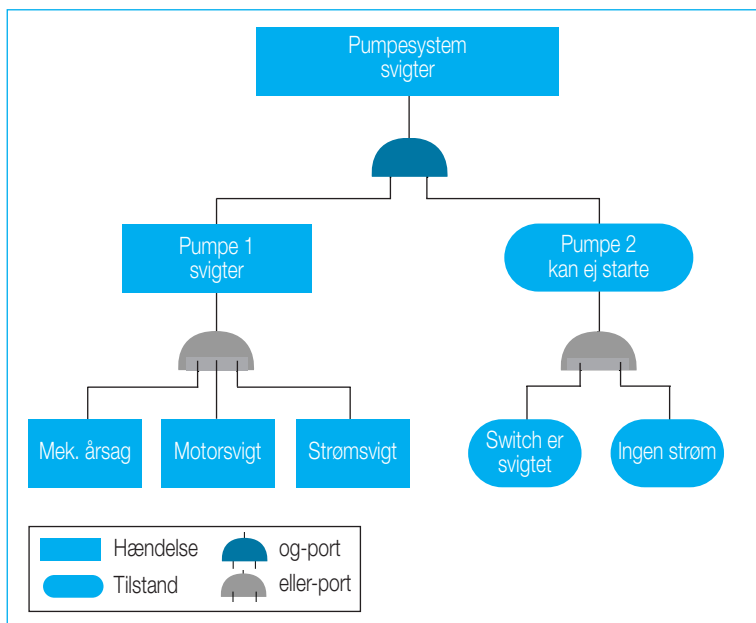 Pumpesystem
svigter
Pumpe 1
svigter
Pumpe 2
kan ej starte
Mek. årsag
Motorsvigt
Strømsvigt
Switch er
svigtet
Ingen strøm
Hændelse
og-port
Tilstand
eller-port